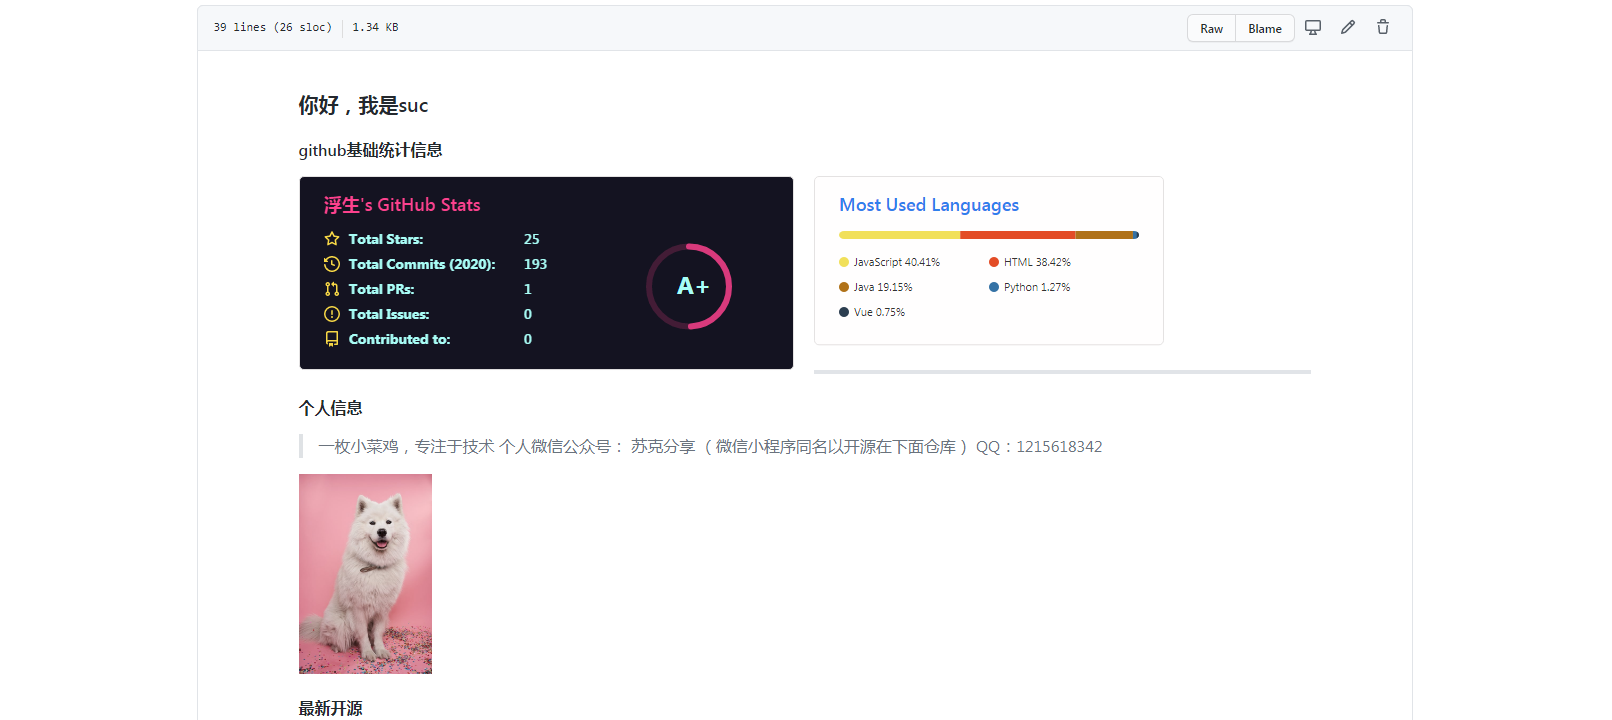 39 lines (26 sloc) 1.34 KB
Raw Blame
你好，我是suc
github基础统计信息
浮生's GitHub Stats
Total Stars: 25
Total Commits (2020): 193
Total PRs: 1
Total Issues: 0
Contributed to: 0
A+
Most Used Languages
JavaScript 40.41% HTML 38.42%
Java 19.15% Python 1.27%
Vue 0.75%
个人信息
一枚小菜鸡，专注于技术 个人微信公众号： 苏克分享 （ 微信小程序同名以开源在下面仓库 ） QQ：1215618342
最新开源